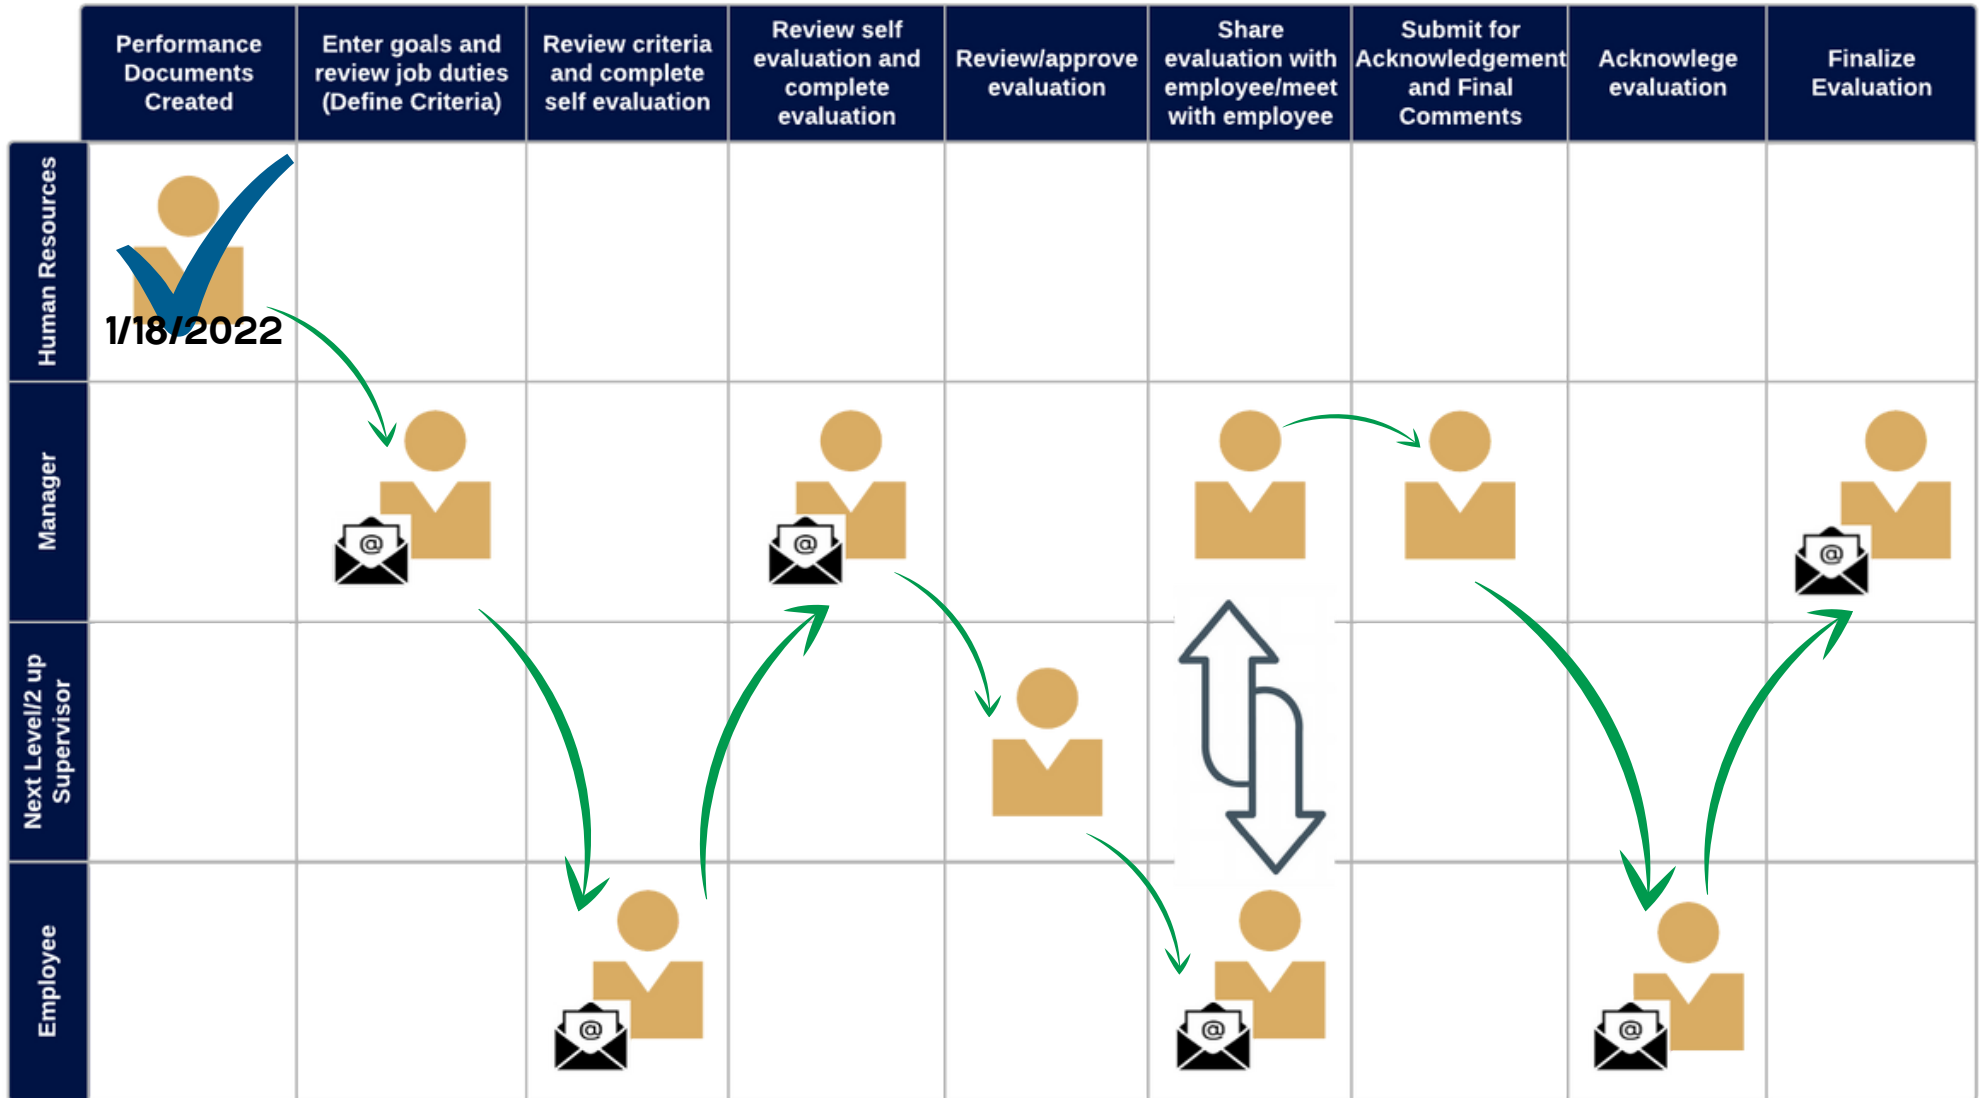 Performance
Documents
Created
Enter goals and
review job duties
(Define Criteria)
Review criteria
and complete
self evaluation
Review self
evaluation and
complete
evaluation
Review/approve
evaluation
Share
evaluation with
employee/meet
with employee
Submit for
Acknowledgement
and Final
Comments
Acknowlege
evaluation
Finalize
Evaluation
Human Resources
1/18/2022
Manager
@
@
@
Next Level/2 up
Supervisor
Employee
@
@
@